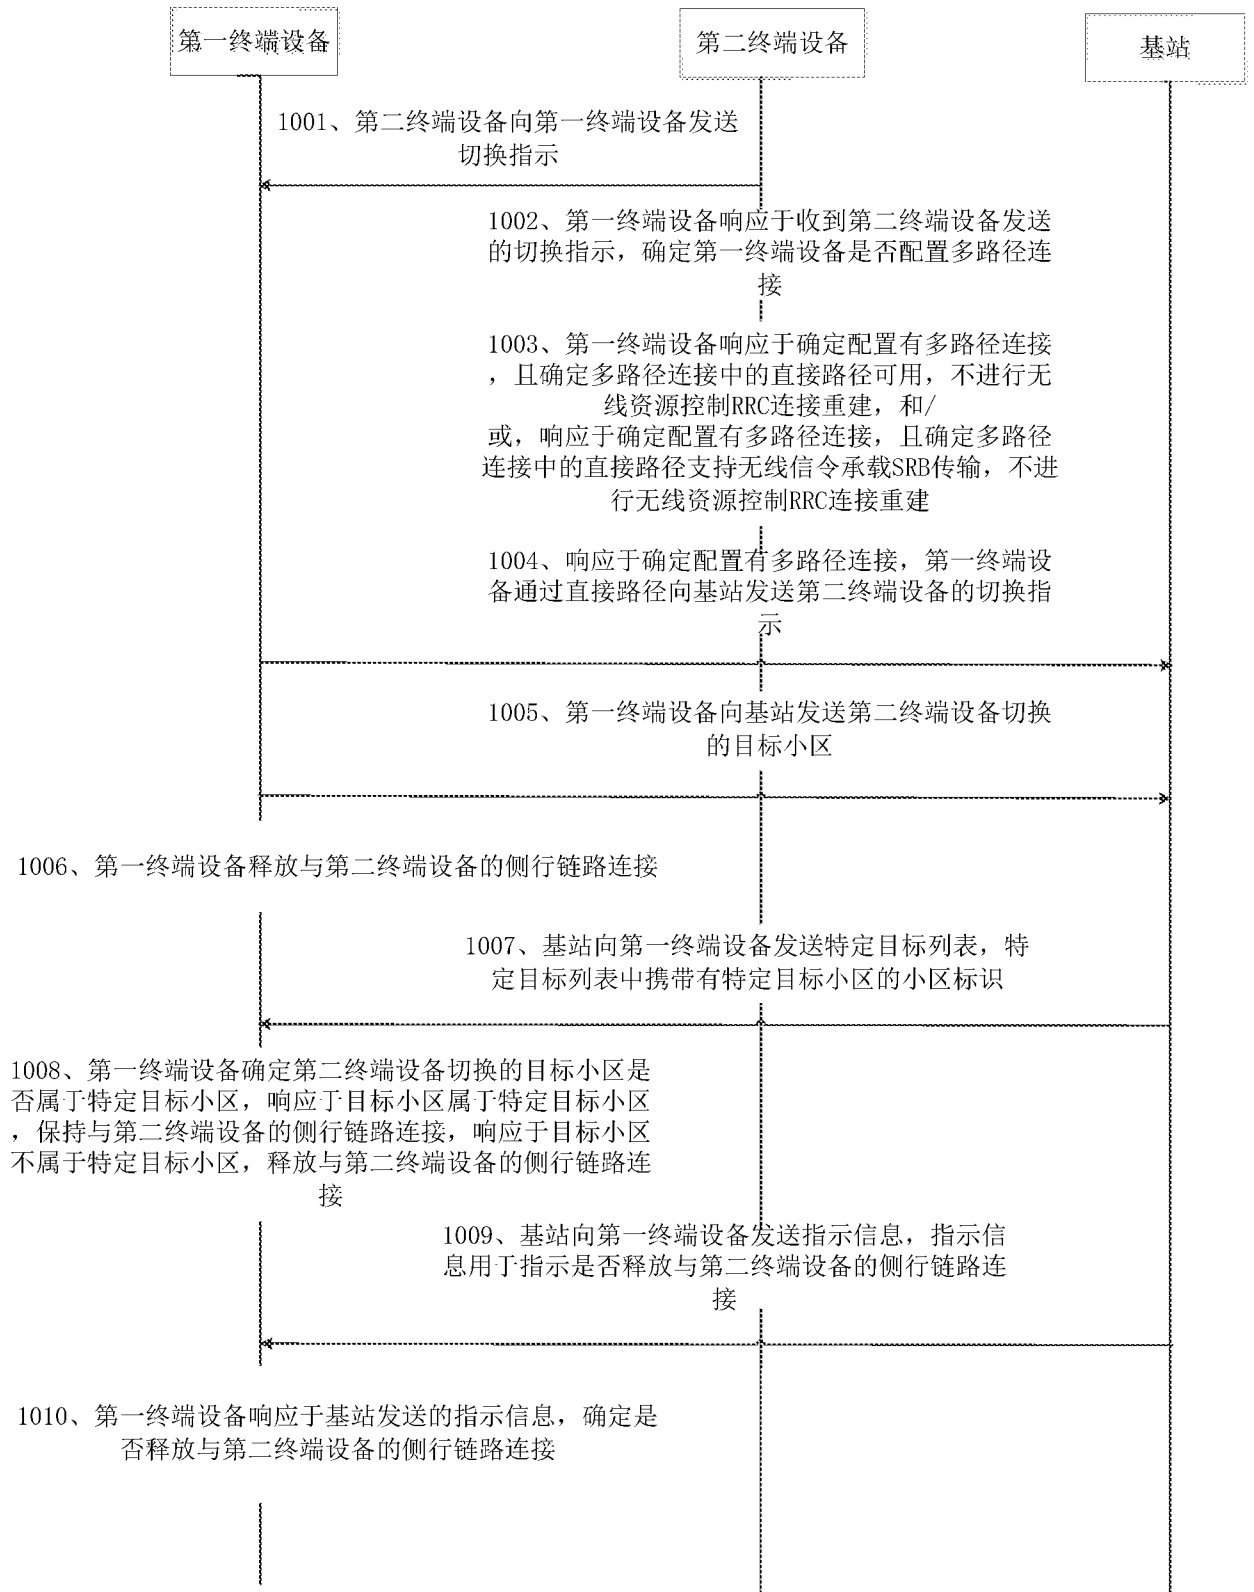 第一终端设备
第二终端设备
基站
1001、第二终端设备向第一终端设备发送
切换指示
1002、第一终端设备响应于收到第二终端设备发送
的切换指示，确定第一终端设备是否配置多路径连
接
1003、第一终端设备响应于确定配置有多路径连接
，且确定多路径连接中的直接路径可用，不进行无
线资源控制RRC连接重建，和/
或，响应于确定配置有多路径连接，且确定多路径
连接中的直接路径支持无线信令承载SRB传输，不进
行无线资源控制RRC连接重建
1004、响应于确定配置有多路径连接，第一终端设
备通过直接路径向基站发送第二终端设备的切换指
示
1005、第一终端设备向基站发送第二终端设备切换
的目标小区
1006、第一终端设备释放与第二终端设备的侧行链路连接
1007、基站向第一终端设备发送特定目标列表，特
定目标列表中携带有特定目标小区的小区标识
1008、第一终端设备确定第二终端设备切换的目标小区是
否属于特定目标小区，响应于目标小区属于特定目标小区
，保持与第二终端设备的侧行链路连接，响应于目标小区
不属于特定目标小区，释放与第二终端设备的侧行链路连
接
1009、基站向第一终端设备发送指示信息，指示信
息用于指示是否释放与第二终端设备的侧行链路连
接
1010、第一终端设备响应于基站发送的指示信息，确定是
否释放与第二终端设备的侧行链路连接